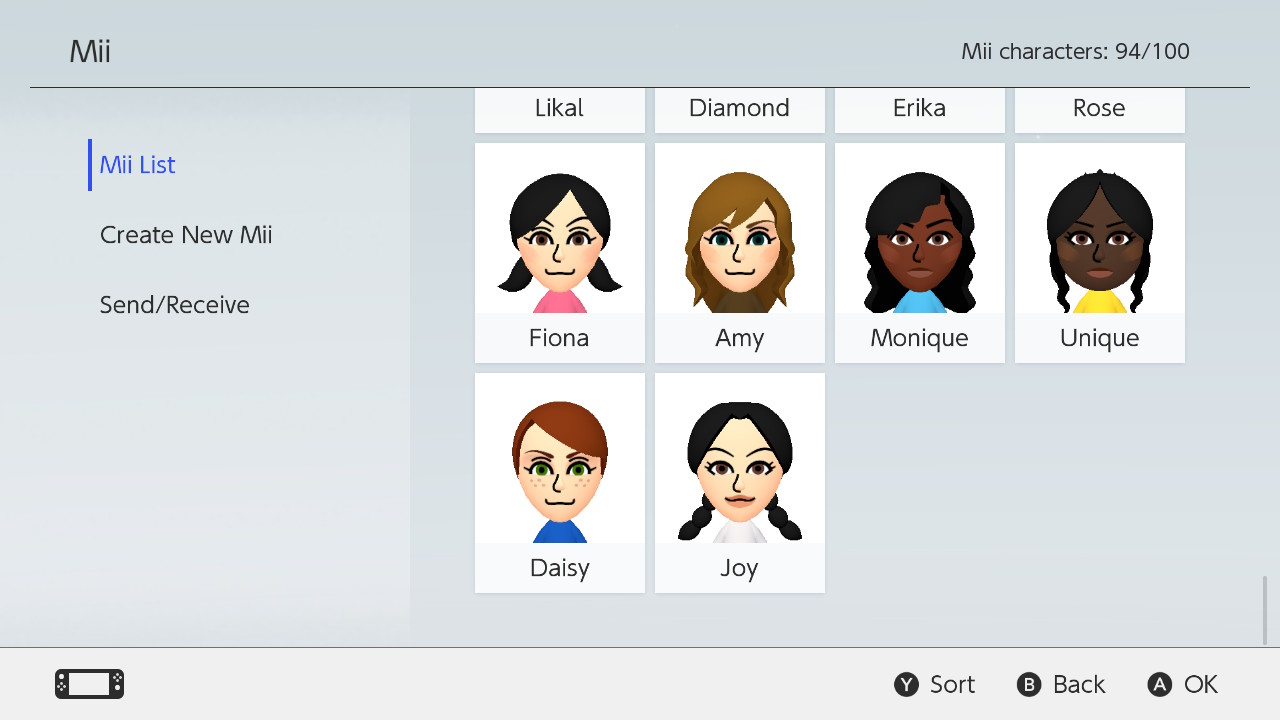 Mii
Mii characters: 94/100
Mii List
Create New Mii
Send/Receive
Likal Diamond Erika Rose
Fiona Amy Monique Unique
Daisy Joy
Y Sort B Back A OK